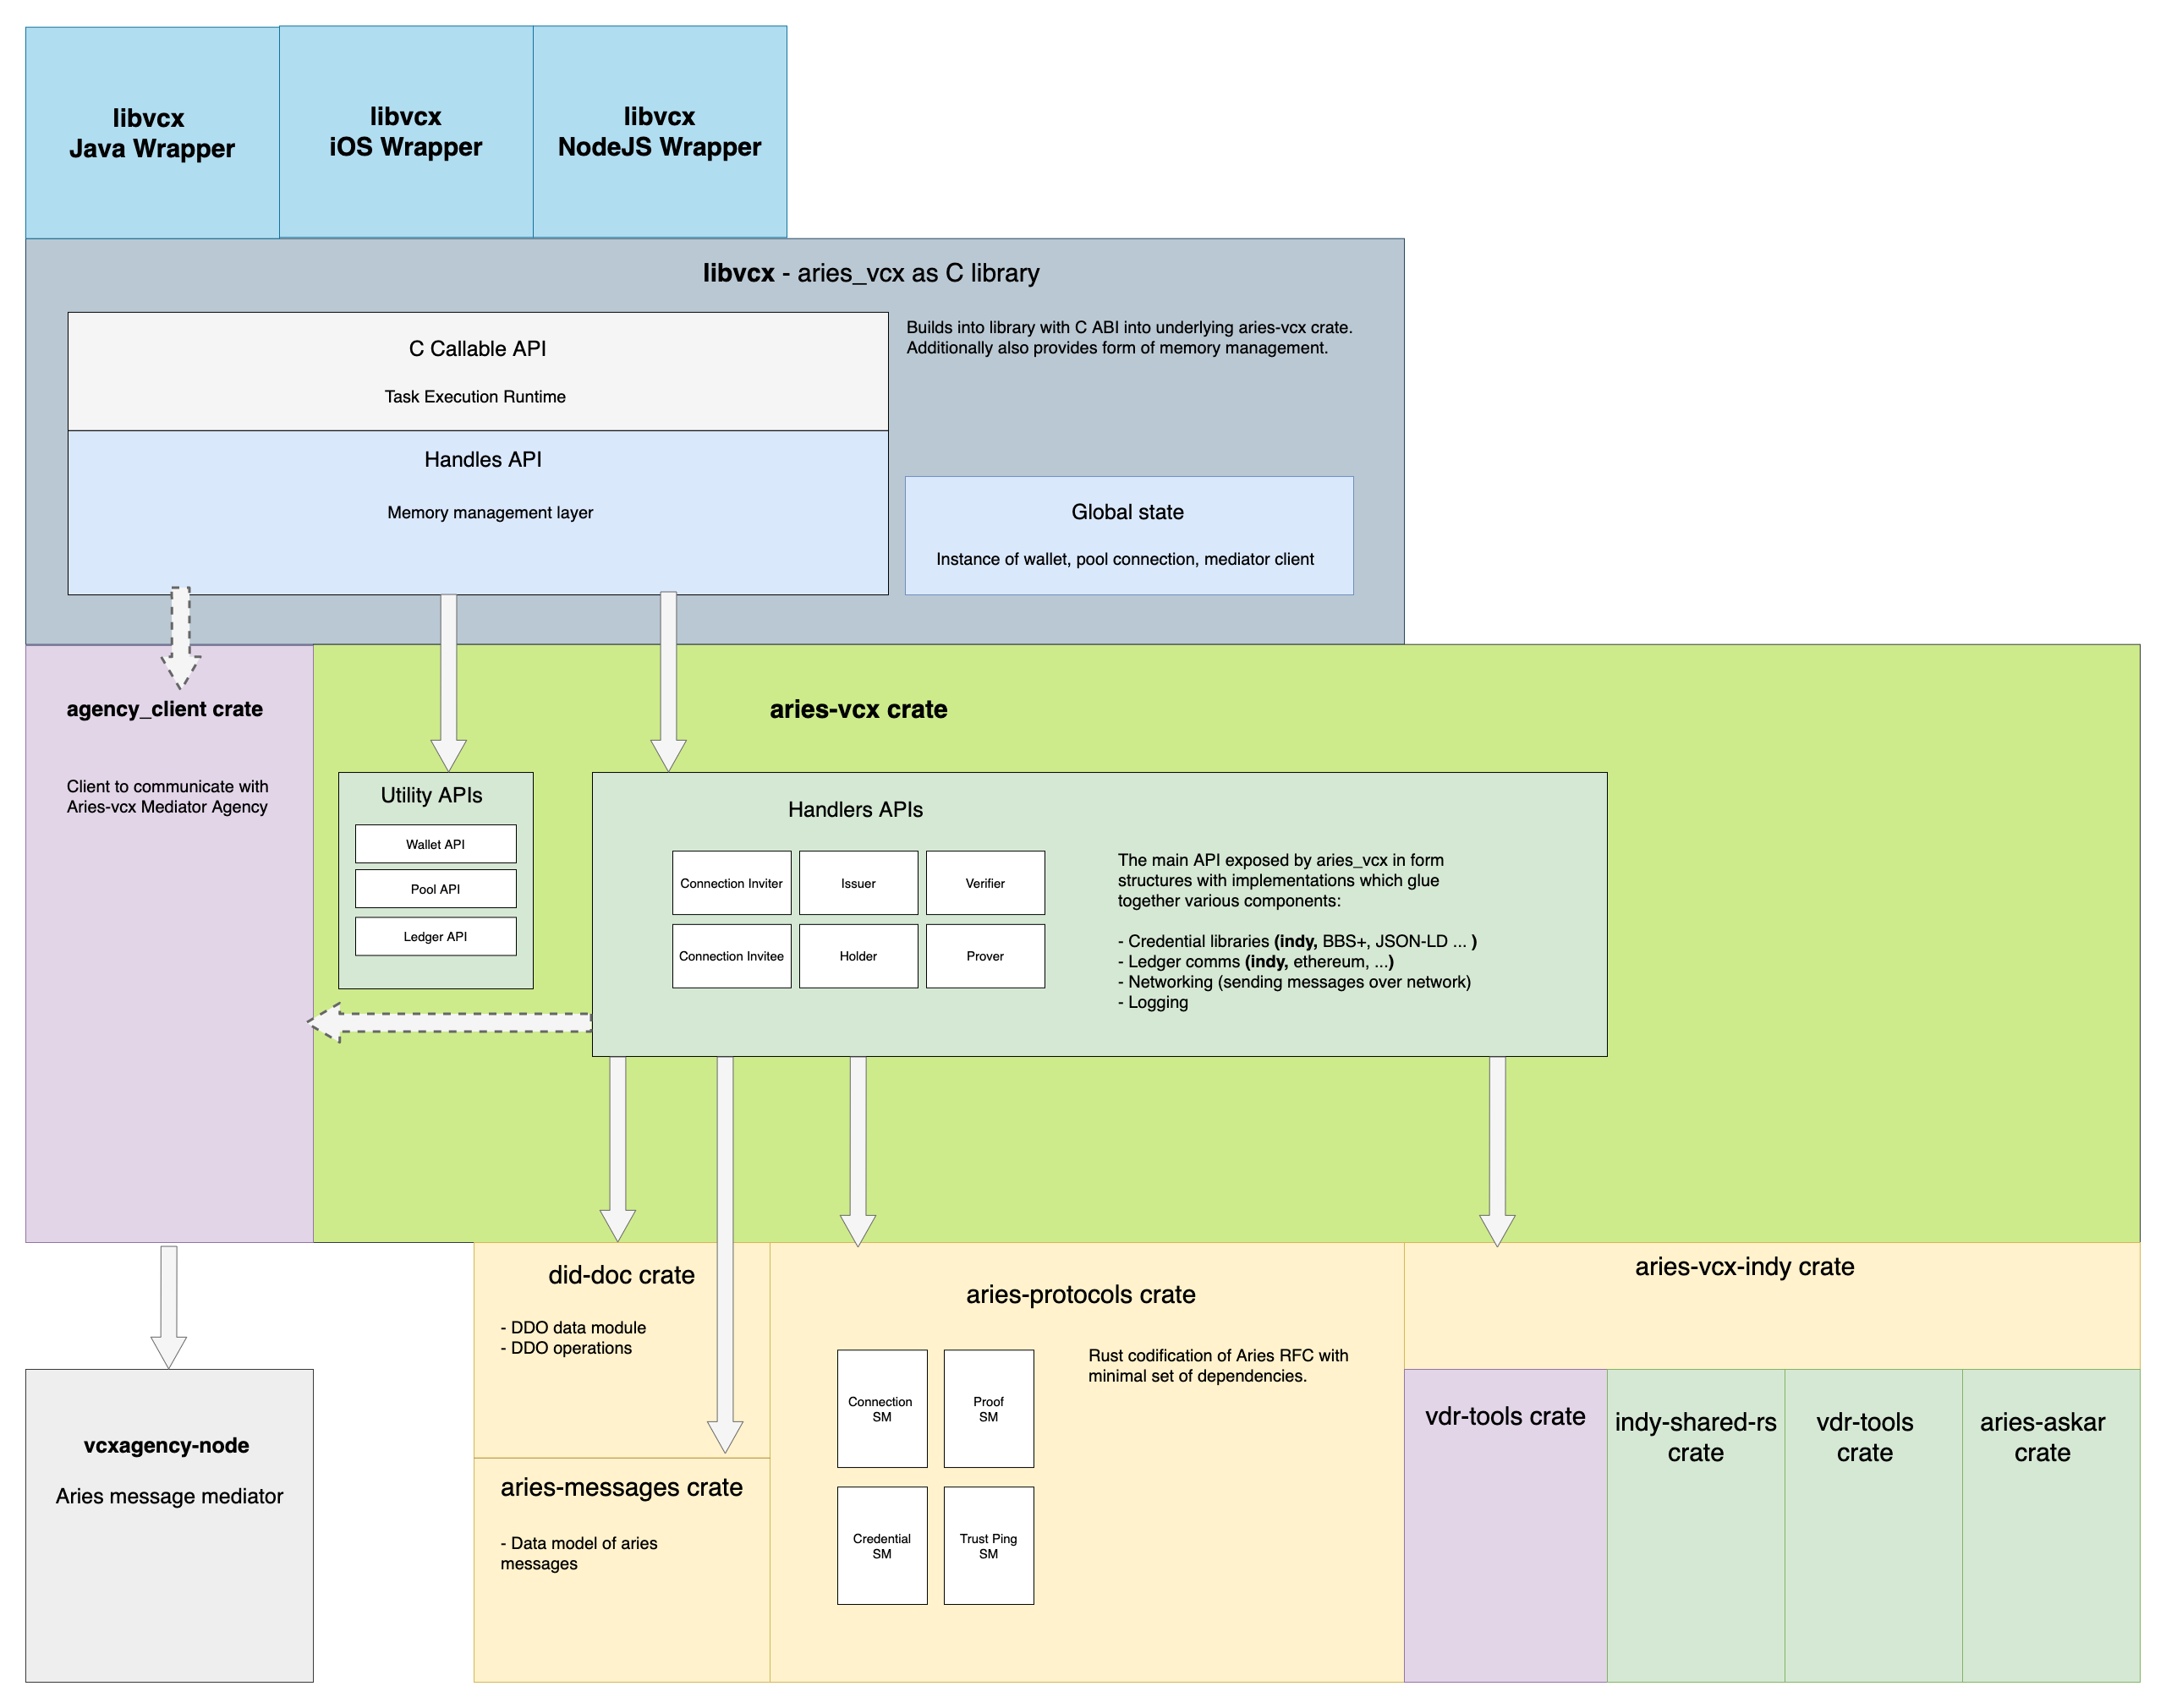 libvcx
Java Wrapper
libvcx
iOS Wrapper
libvcx
NodeJS Wrapper
libvcx - aries_vcx as C library
C Callable API
Task Execution Runtime
Builds into library with C ABI into underlying aries-vcx crate.
Additionally also provides form of memory management.
Handles API
Memory management layer
Global state
Instance of wallet, pool connection, mediator client
agency_client crate
Client to communicate with
Aries-vcx Mediator Agency
aries-vcx crate
Utility APIs
Wallet API
Pool API
Ledger API
Handlers APIs
Connection Inviter
Issuer
Verifier
Connection Invitee
Holder
Prover
The main API exposed by aries_vcx in form
structures with implementations which glue
together various components:
- Credential libraries (indy, BBS+, JSON-LD ... )
- Ledger comms (indy, ethereum, ...)
- Networking (sending messages over network)
- Logging
did-doc crate
- DDO data module
- DDO operations
aries-messages crate
- Data model of aries
messages
aries-protocols crate
Rust codification of Aries RFC with
minimal set of dependencies.
Connection
SM
Proof
SM
Credential
SM
Trust Ping
SM
aries-vcx-indy crate
vdr-tools crate
indy-shared-rs
crate
vdr-tools
crate
aries-askar
crate
vcxagency-node
Aries message mediator